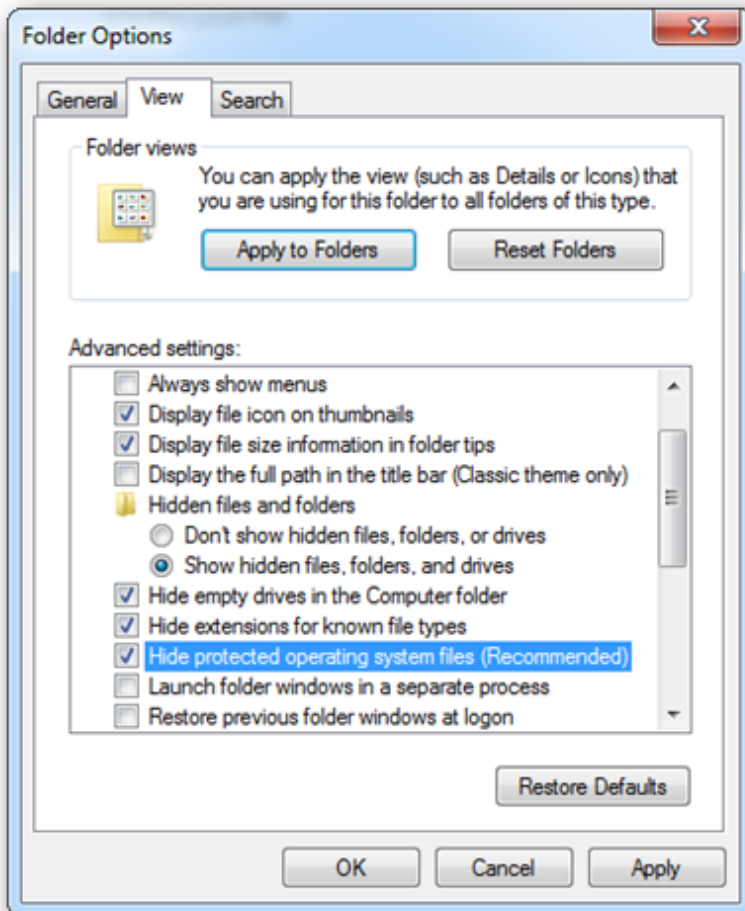 Folder Options
General View Search
Folder views
You can apply the view (such as Details or Icons) that
you are using for this folder to all folders of this type.
Apply to Folders Reset Folders
Advanced settings:
Always show menus
Display file icon on thumbnails
Display file size information in folder tips
Display the full path in the title bar (Classic theme only)
Hidden files and folders
Don't show hidden files, folders, or drives
Show hidden files, folders, and drives
Hide empty drives in the Computer folder
Hide extensions for known file types
Hide protected operating system files (Recommended)
Launch folder windows in a separate process
Restore previous folder windows at logon
Restore Defaults
OK Cancel Apply